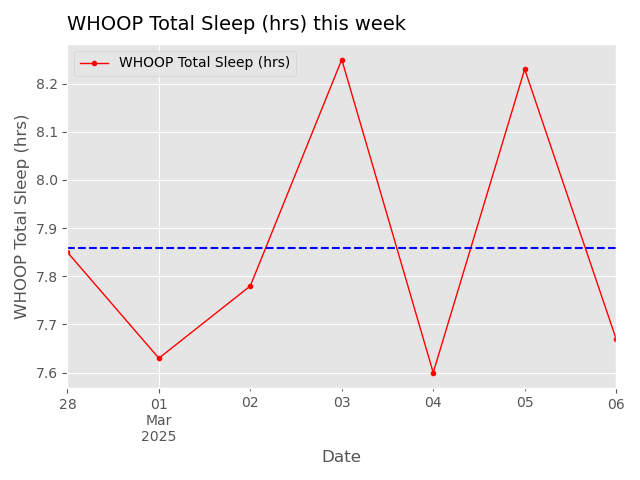 WHOOP Total Sleep (hrs) this week
WHOOP Total Sleep (hrs)
WHOOP Total Sleep (hrs)
8.2
8.1
8.0
7.9
7.8
7.7
7.6
28 01 02 03 04 05 06
Mar
2025
Date